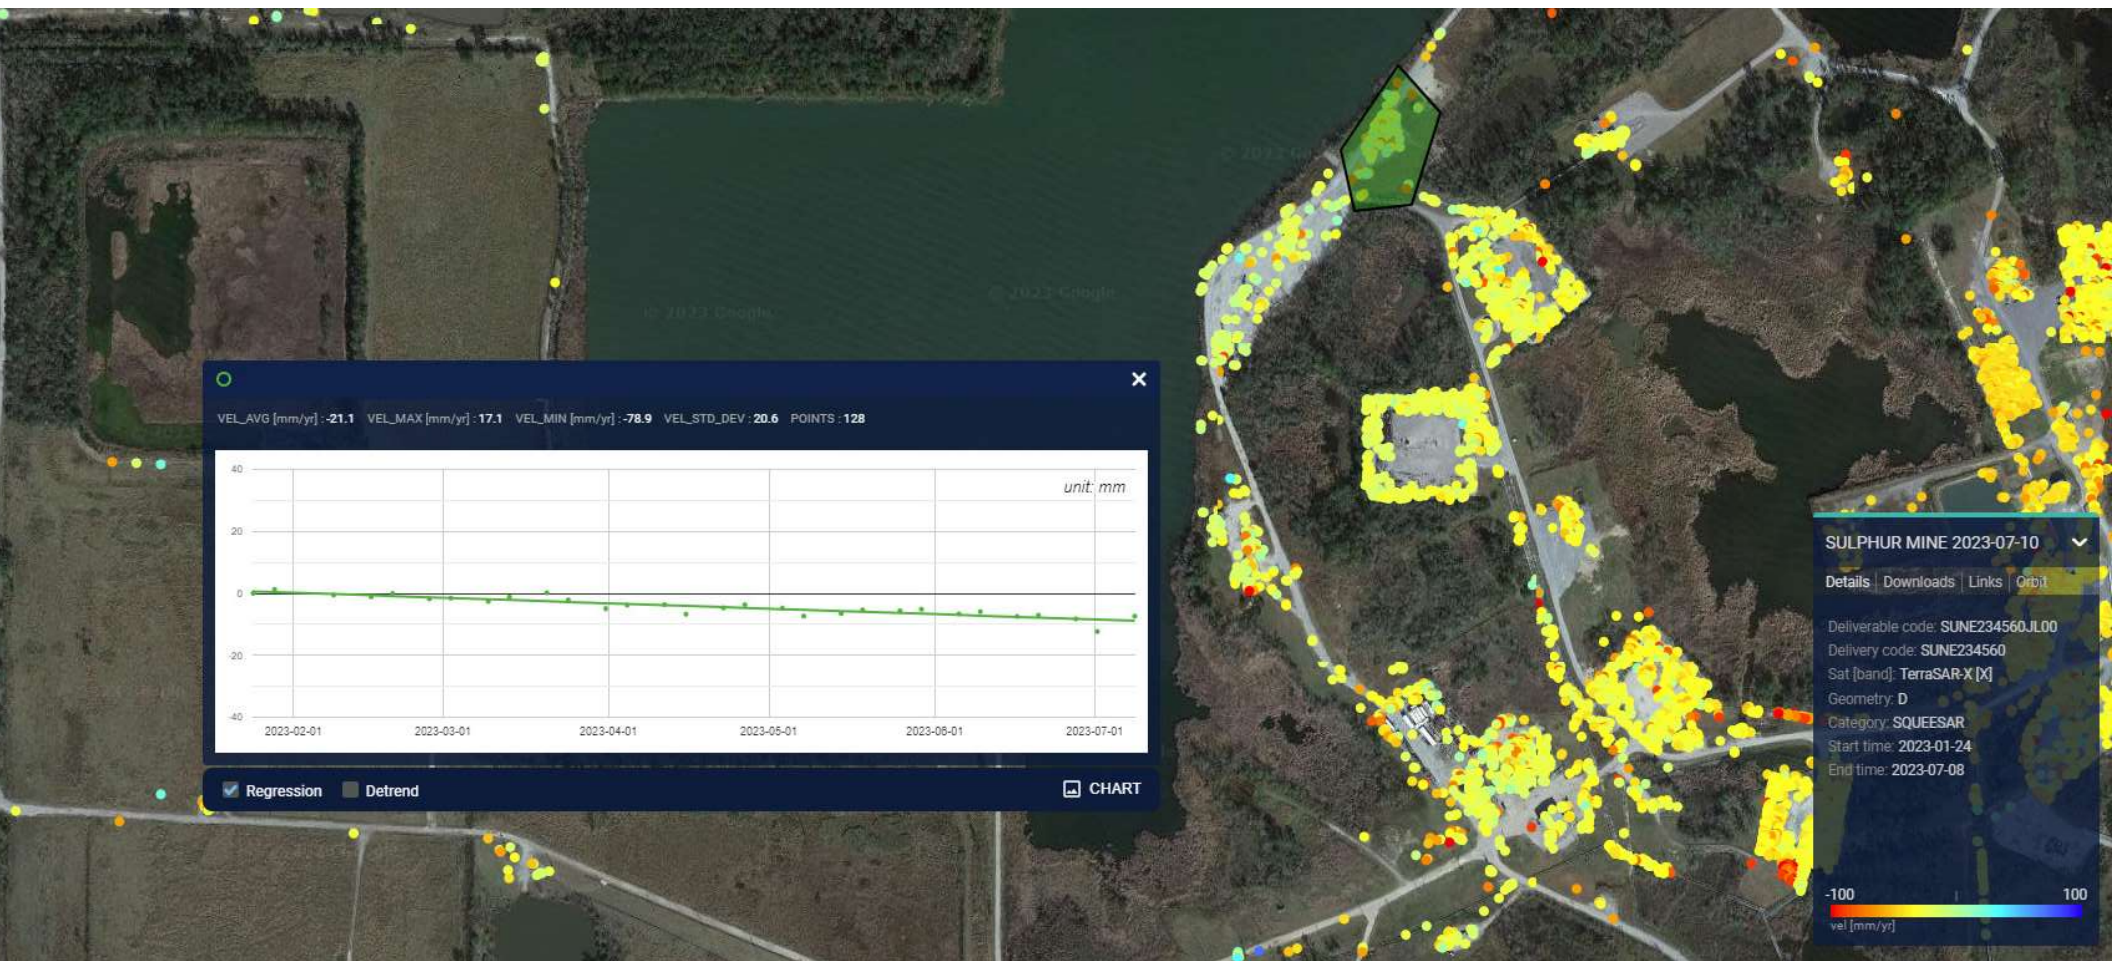 © 2023 Google
© 2023 Google
VEL_AVG [mm/yr] : -21.1 VEL_MAX [mm/yr] : 17.1 VEL_MIN [mm/yr] : -78.9 VEL_STD_DEV : 20.6 POINTS : 128
unit: mm
40
20
0
-20
-40
2023-02-01 2023-03-01 2023-04-01 2023-05-01 2023-06-01 2023-07-01
Regression Detrend CHART
SULPHUR MINE 2023-07-10
Details | Downloads | Links | Orbit
Deliverable code: SUNE234560JL00
Delivery code: SUNE234560
Sat [band]: TerraSAR-X [X]
Geometry: D
Category: SQUEESAR
Start time: 2023-01-24
End time: 2023-07-08
-100 100
vel [mm/yr]